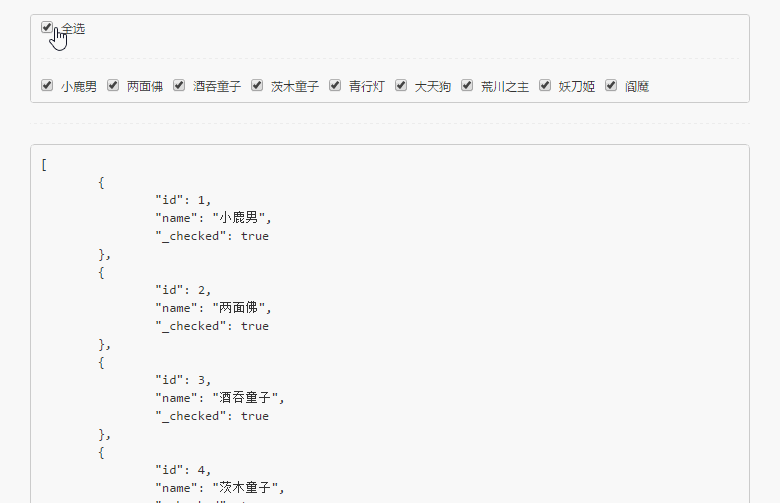 全选
小鹿男 两面佛 酒吞童子 茨木童子 青行灯 大天狗 荒川之主 妖刀姬 阎魔
[
{
"id": 1,
"name": "小鹿男",
"_checked": true
},
{
"id": 2,
"name": "两面佛",
"_checked": true
},
{
"id": 3,
"name": "酒吞童子",
"_checked": true
},
{
"id": 4,
"name": "茨木童子",